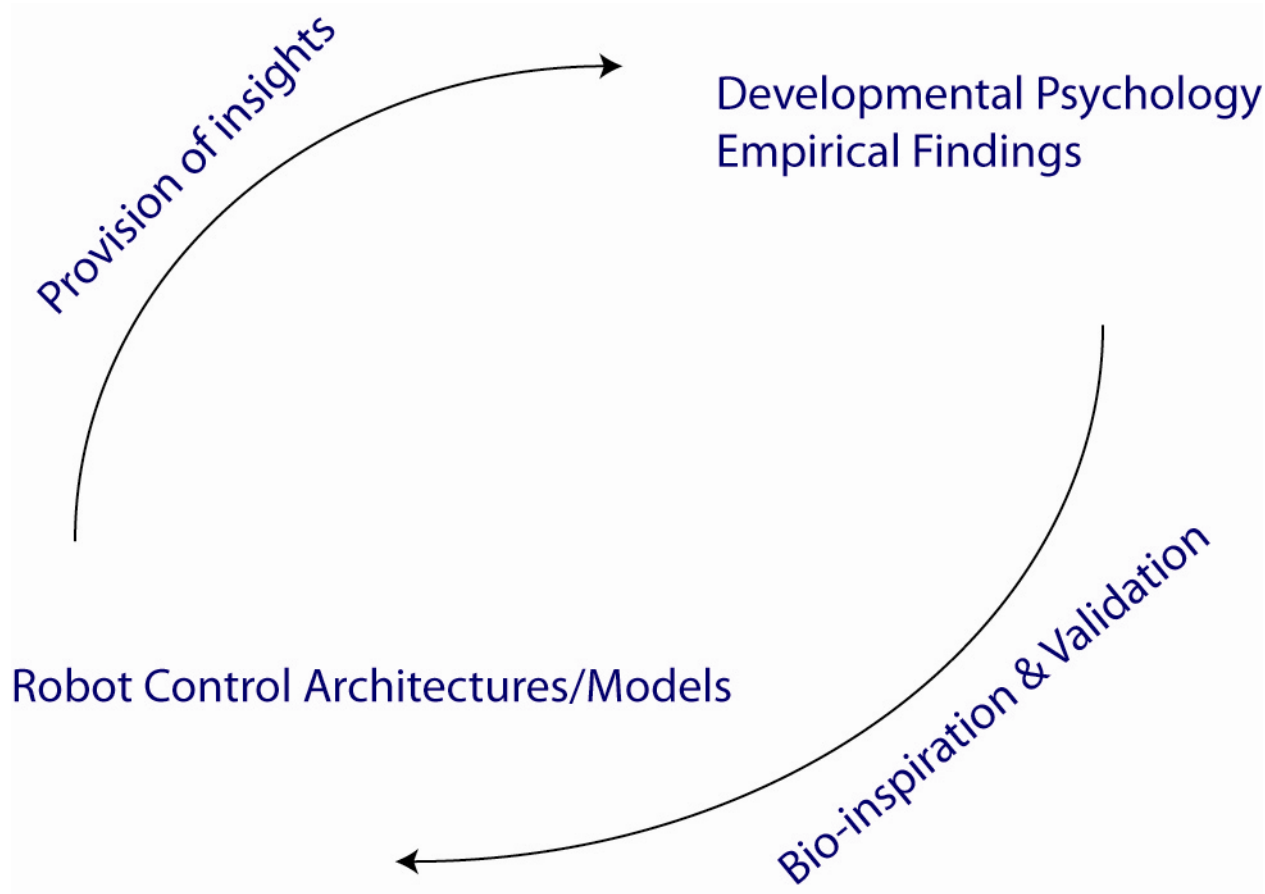 Provision of insights
Developmental Psychology
Empirical Findings
Robot Control Architectures/Models
Bio-inspiration & Validation